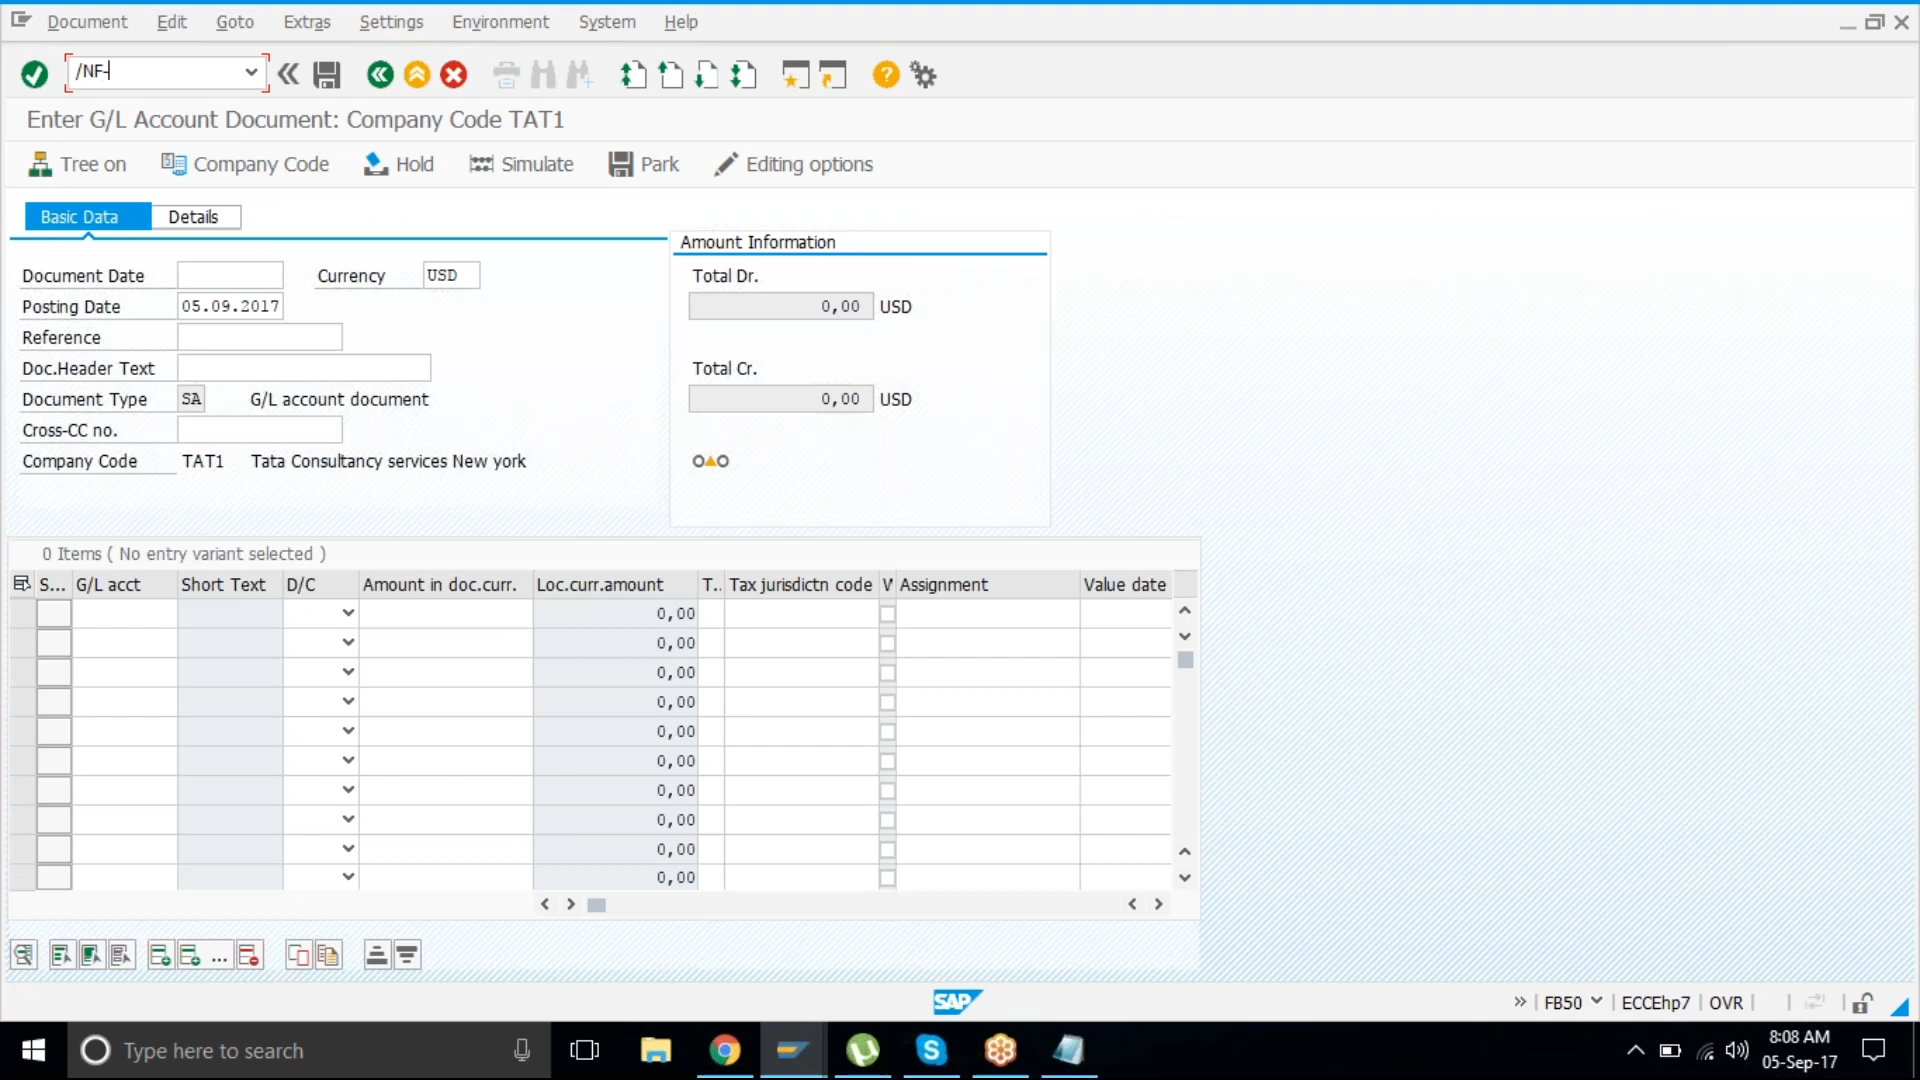 Document Edit Goto Extras Settings Environment System Help
/NF-
Enter G/L Account Document: Company Code TAT1
Tree on Company Code Hold Simulate Park Editing options
Basic Data Details
Amount Information
Document Date Currency USD Total Dr.
Posting Date 05.09.2017 0,00 USD
Reference
Doc.Header Text Total Cr.
Document Type SA G/L account document 0,00 USD
Cross-CC no.
Company Code TAT1 Tata Consultancy services New york
0 Items ( No entry variant selected )
S... G/L acct Short Text D/C Amount in doc.curr. Loc.curr.amount T.. Tax jurisdictn code W Assignment Value date
0,00
0,00
0,00
0,00
0,00
0,00
0,00
0,00
0,00
0,00
...
SAP FB50 ECCEhp7 OVR
Type here to search 8:08 AM
05-Sep-17